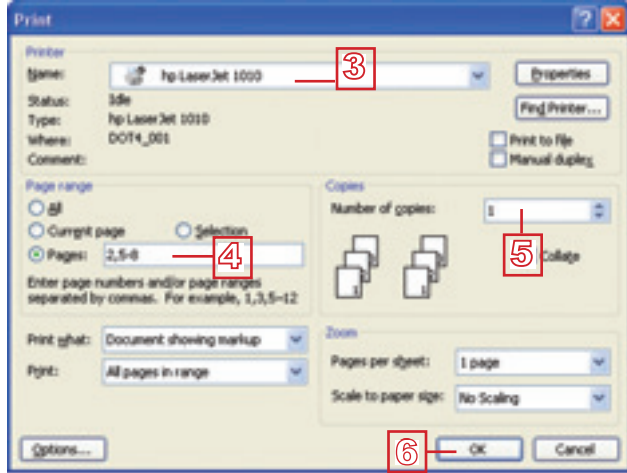 Print
Printer
Name: hp LaserJet 1010 3 Properties
Status: Idle
Type: hp LaserJet 1010 Find Printer...
Where: DOT4_001 Print to file
Comment: Manual duplex
Page range
All
Current page Selection
Pages: 2,5-8 4
Enter page numbers and/or page ranges
separated by commas. For example, 1,3,5–12
Copies
Number of copies: 1
5
Collate
1 1
Print what: Document showing markup
Print: All pages in range
Zoom
Pages per sheet: 1 page
Scale to paper size: No Scaling
Options... 6 OK Cancel